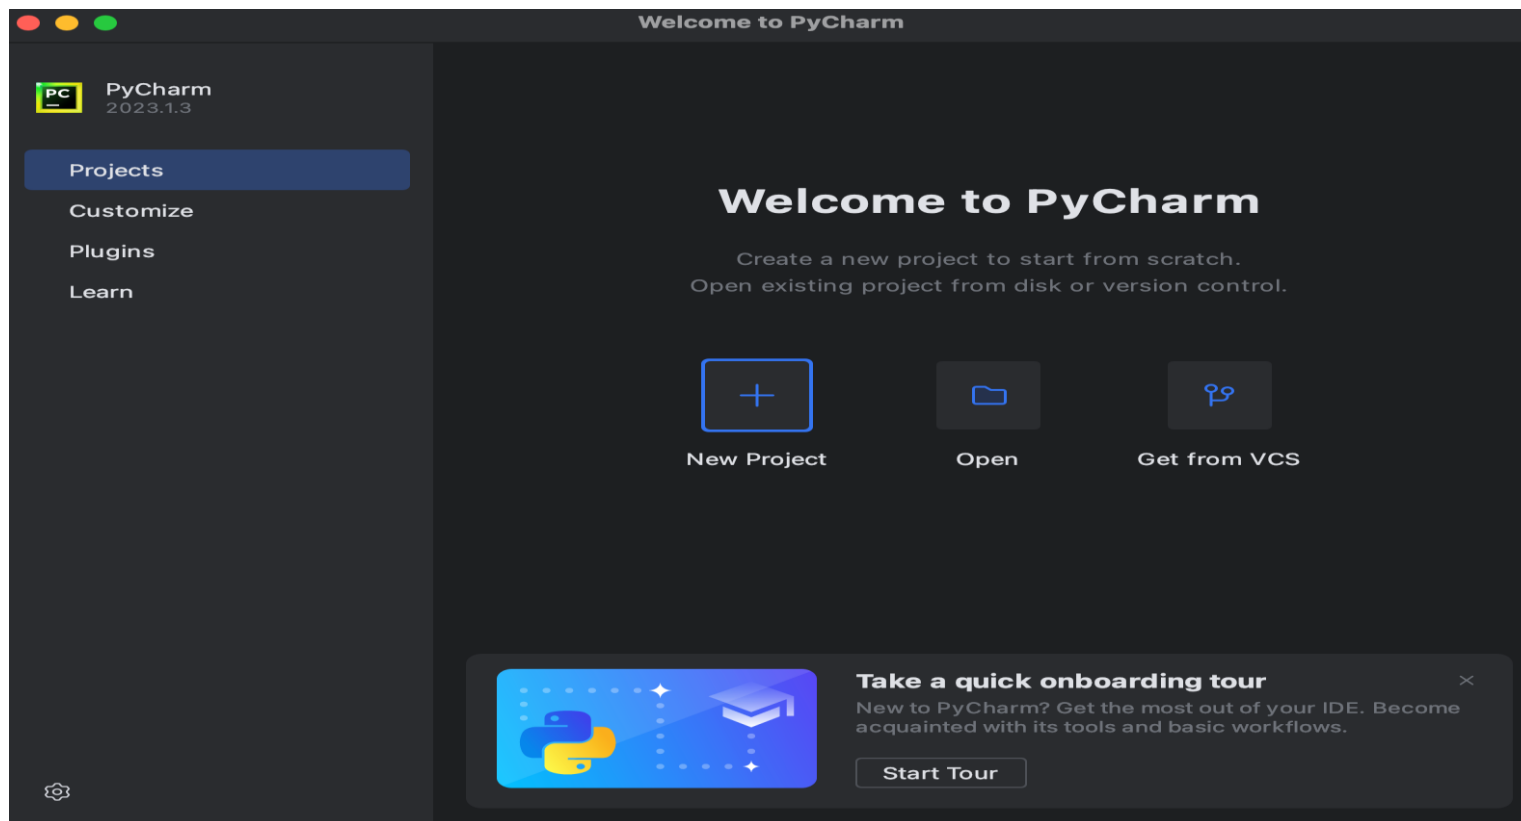 Welcome to PyCharm
PC
PyCharm
2023.1.3
Projects
Customize
Plugins
Learn
Welcome to PyCharm
Create a new project to start from scratch.
Open existing project from disk or version control.
New Project
Open
Get from VCS
Take a quick onboarding tour
New to PyCharm? Get the most out of your IDE. Become
acquainted with its tools and basic workflows.
Start Tour